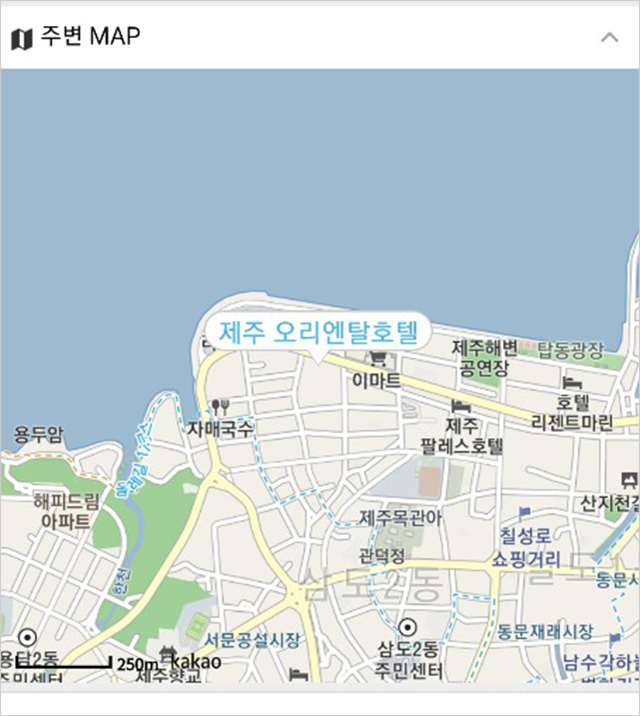 주변 MAP
제주 오리엔탈호텔
제주해변
공연장
탑동광장
이마트
호텔
리젠트마린
자매국수
제주
팔레스호텔
용두암
해피드림
아파트
산지천
제주목관아
칠성로
쇼핑거리
관덕정
한천
삼도2동
동문시
서문공설시장
삼도2동
주민센터
동문재래시장
용담2동
주민센터
250m kakao
제주향교
남수각하늘